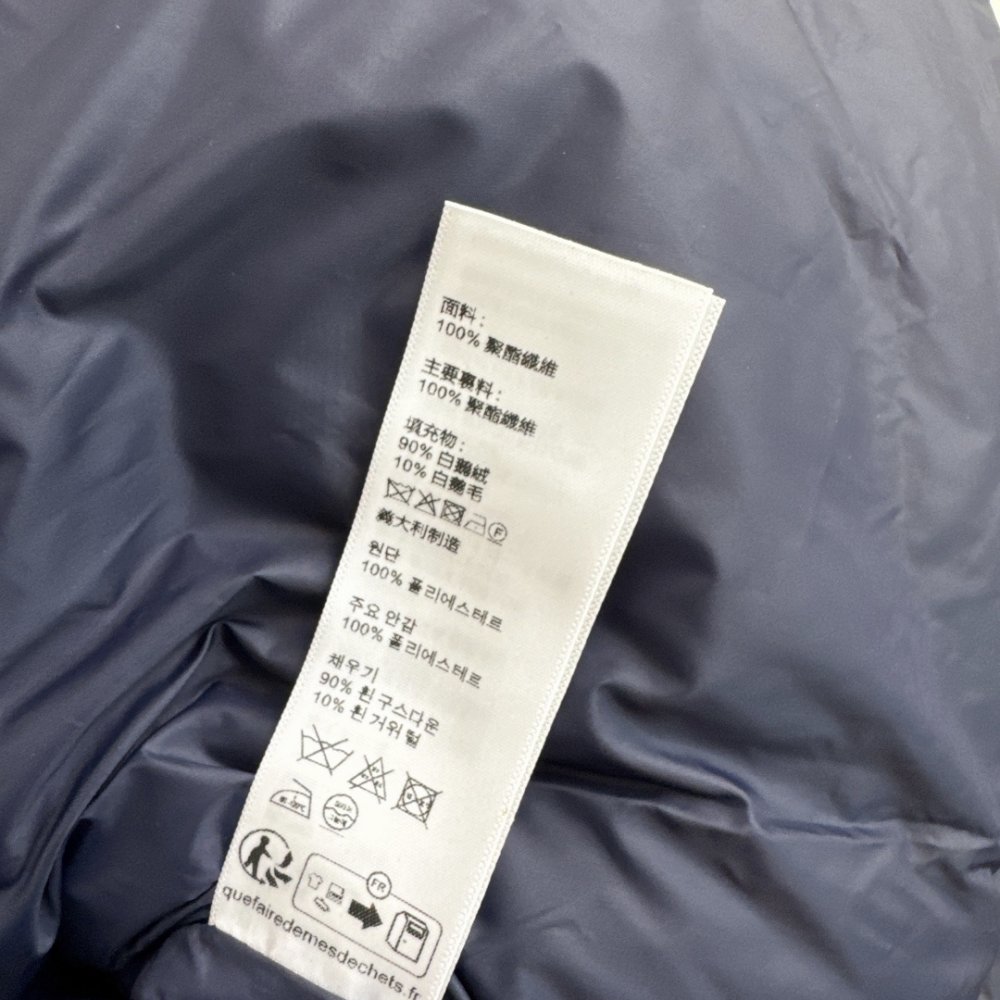 面料：
100% 聚酯纖維
主要裏料：
100% 聚酯纖維
填充物：
90% 白鵝絨
10% 白鵝毛
F
義大利制造
원단
100% 폴리에스테르
주요 안감
100% 폴리에스테르
채우기
90% 흰 구스다운
10% 흰 거위 털
FR
quefairedemesdechets.fr